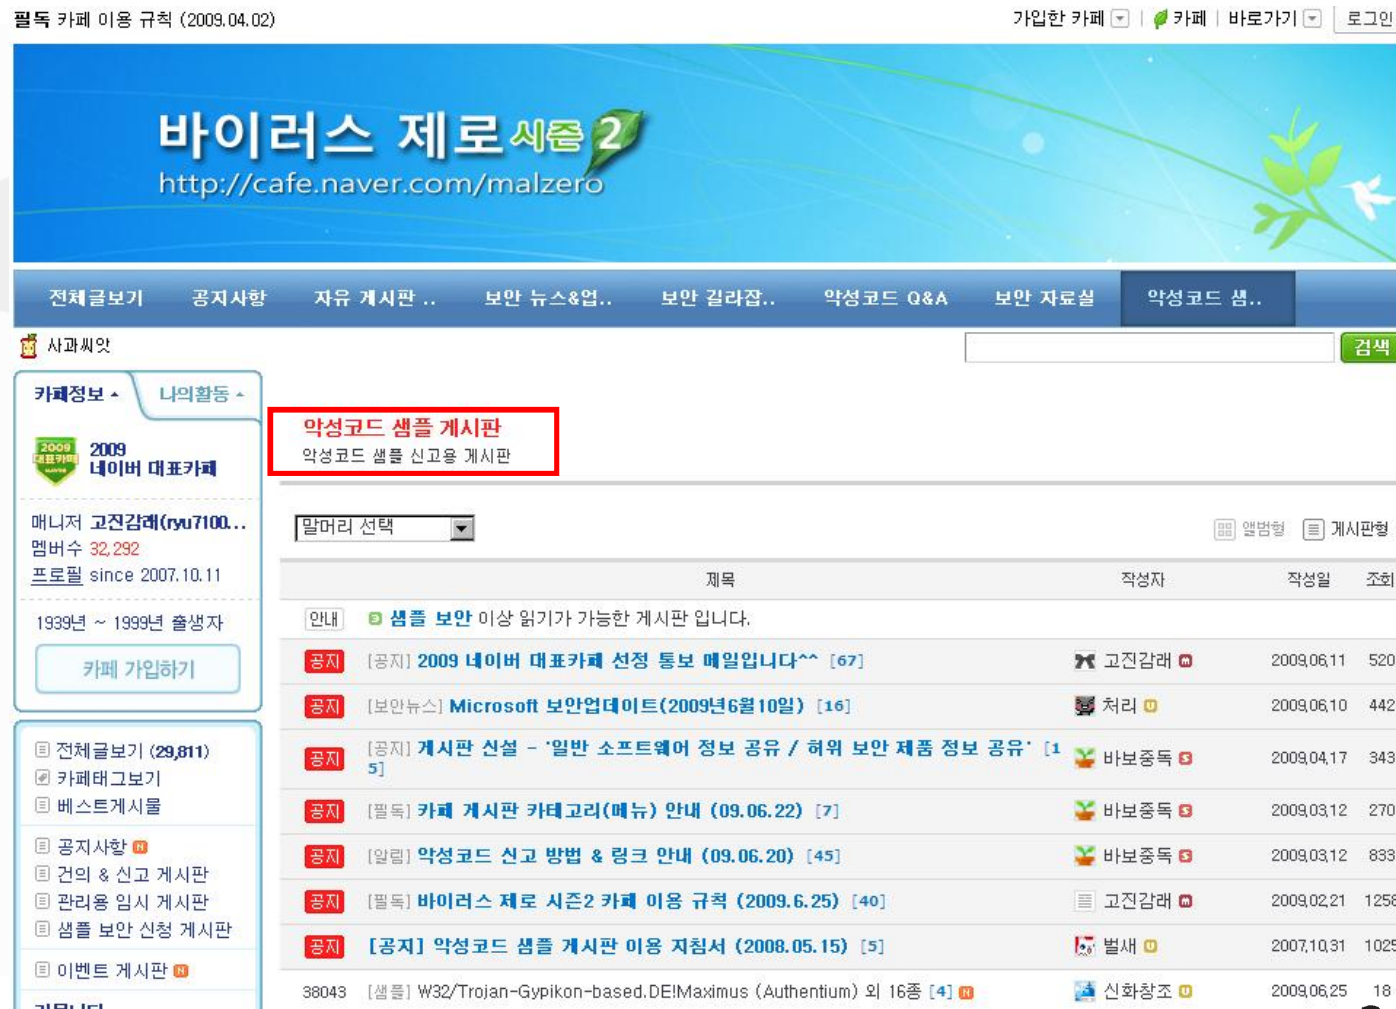 필독 카페 이용 규칙 (2009.04.02)
가입한 카페 | 카페 | 바로가기 로그인
바이러스 제로 시즌 2
http://cafe.naver.com/malzero
전체글보기 공지사항 자유 게시판 .. 보안 뉴스&업.. 보안 길라잡.. 악성코드 Q&A 보안 자료실 악성코드 샘..
사과씨앗
검색
카페정보 나의활동
2009
네이버 대표카페
매니저 고진감래(ryu7100...
멤버수 32,292
프로필 since 2007.10.11
1939년 ~ 1999년 출생자
카페 가입하기
전체글보기 (29,811)
카페태그보기
베스트게시물
공지사항 N
건의 & 신고 게시판
관리용 임시 게시판
샘플 보안 신청 게시판
이벤트 게시판 N
악성코드 샘플 게시판
악성코드 샘플 신고용 게시판
말머리 선택
앨범형 게시판형
제목 작성자 작성일 조회
안내 샘플 보안 이상 읽기가 가능한 게시판 입니다.
공지 [공지] 2009 네이버 대표카페 선정 통보 메일입니다^^ [67] 고진감래 2009.06.11 520
공지 [보안뉴스] Microsoft 보안업데이트(2009년6월10일) [16] 처리 2009.06.10 442
공지 [공지] 게시판 신설 - '일반 소프트웨어 정보 공유 / 허위 보안 제품 정보 공유' [1
5] 바보중독 2009.04.17 343
공지 [필독] 카페 게시판 카테고리(메뉴) 안내 (09.06.22) [7] 바보중독 2009.03.12 270
공지 [알림] 악성코드 신고 방법 & 링크 안내 (09.06.20) [45] 바보중독 2009.03.12 833
공지 [필독] 바이러스 제로 시즌2 카페 이용 규칙 (2009.6.25) [40] 고진감래 2009.02.21 1258
공지 [공지] 악성코드 샘플 게시판 이용 지침서 (2008.05.15) [5] 벌새 2007.10.31 1025
38043 [샘플] W32/Trojan-Gypikon-based.DE!Maximus (Authentium) 외 16종 [4] N 신화창조 2009.06.25 18